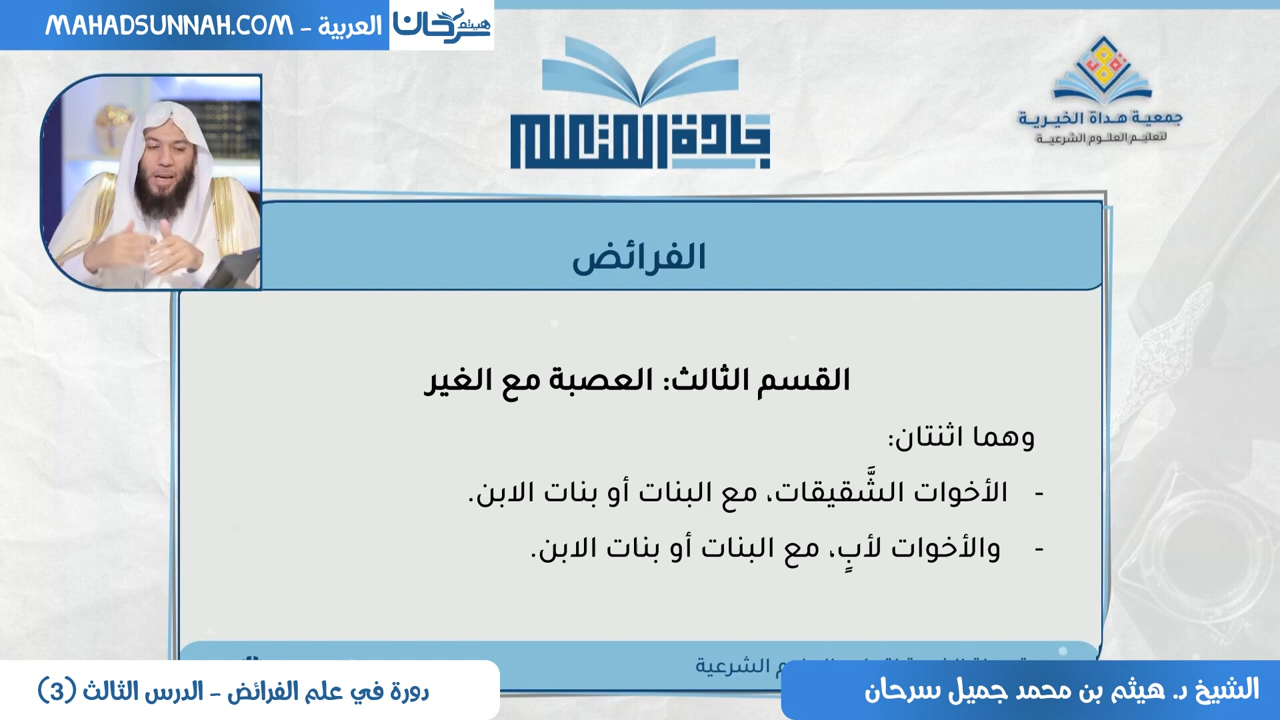 MAHADSUNNAH.COM - العربية
هيثم سرحان
جادة المتعلم
جمعية هداة الخيرية
لتعليم العلوم الشرعية
الفرائض
القسم الثالث: العصبة مع الغير
وهما اثنتان:
- الأخوات الشَّقيقات، مع البنات أو بنات الابن.
- والأخوات لأبٍ، مع البنات أو بنات الابن.
الشرعية
الشيخ د. هيثم بن محمد جميل سرحان
دورة في علم الفرائض - الدرس الثالث (3)